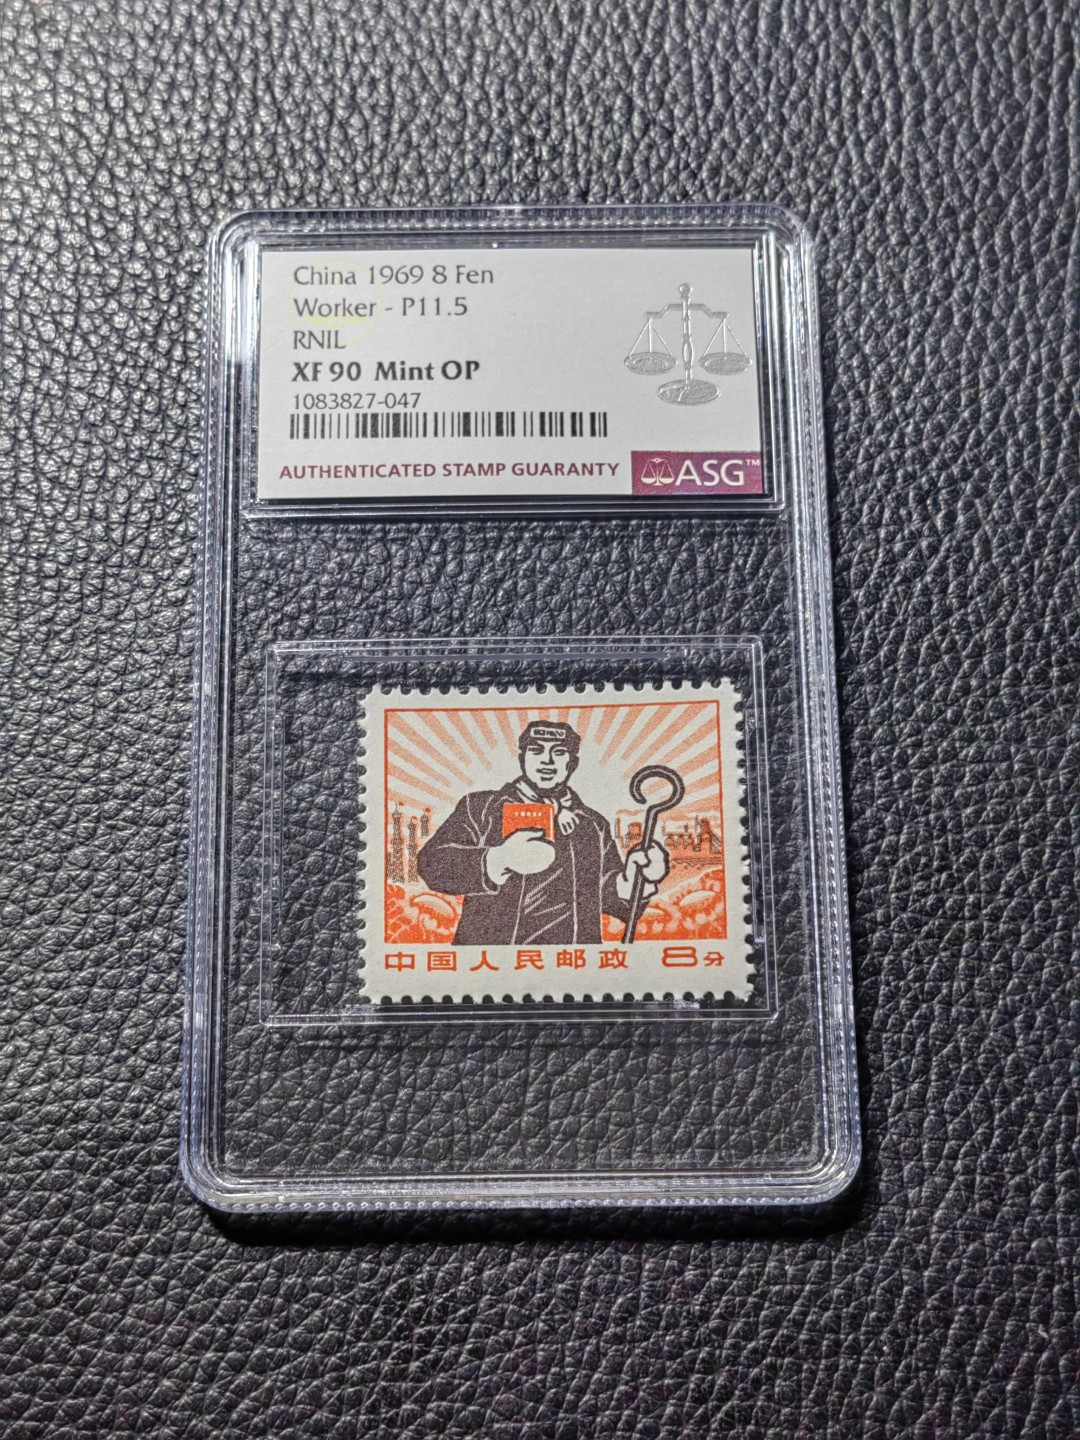 China 1969 8 Fen
Worker - P11.5
RNIL
XF 90 Mint OP
1083827-047
AUTHENTICATED STAMP GUARANTY
ASG™
中国人民邮政 8分